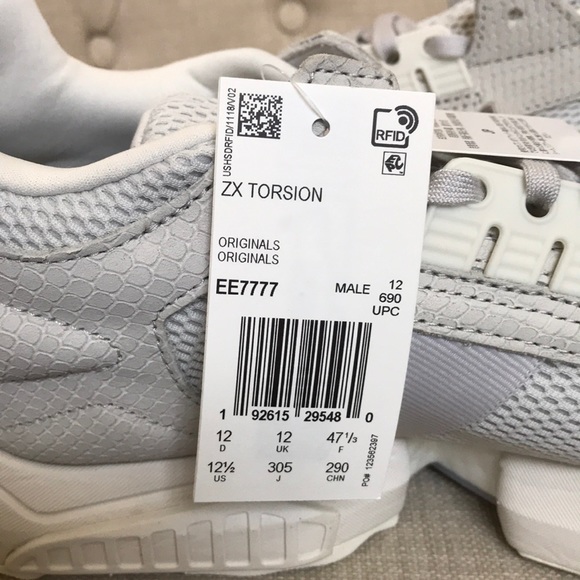 USHSDRFID/1118/V02
RFID
ZX TORSION
ORIGINALS
ORIGINALS
EE7777 MALE 12
690
UPC
1 92615 29548 0
12 12 47 1/3
D UK F
12½ 305 290
US J CHN
PO# 123562397